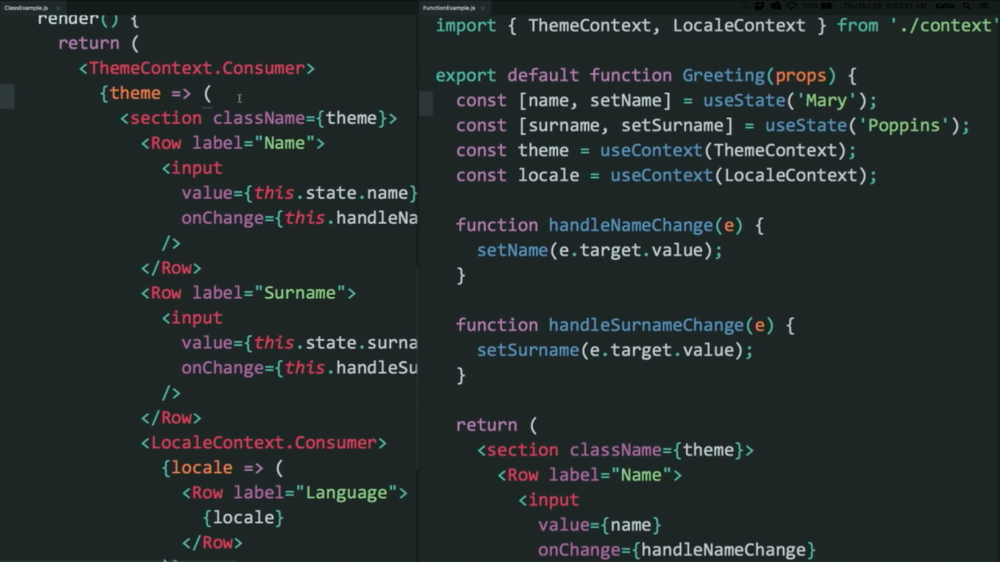 ClassExample.js ×
render() {
return (
<ThemeContext.Consumer>
{theme => (
<section className={theme}>
<Row label="Name">
<input
value={this.state.name}
onChange={this.handleNa
/>
</Row>
<Row label="Surname">
<input
value={this.state.surna
onChange={this.handleSu
/>
</Row>
<LocaleContext.Consumer>
{locale => (
<Row label="Language">
{locale}
</Row>
FunctionExample.js ×
100% Thu Oct 25 9:33:51 AM Kahlo
import { ThemeContext, LocaleContext } from './context'
export default function Greeting(props) {
const [name, setName] = useState('Mary');
const [surname, setSurname] = useState('Poppins');
const theme = useContext(ThemeContext);
const locale = useContext(LocaleContext);
function handleNameChange(e) {
setName(e.target.value);
}
function handleSurnameChange(e) {
setSurname(e.target.value);
}
return (
<section className={theme}>
<Row label="Name">
<input
value={name}
onChange={handleNameChange}